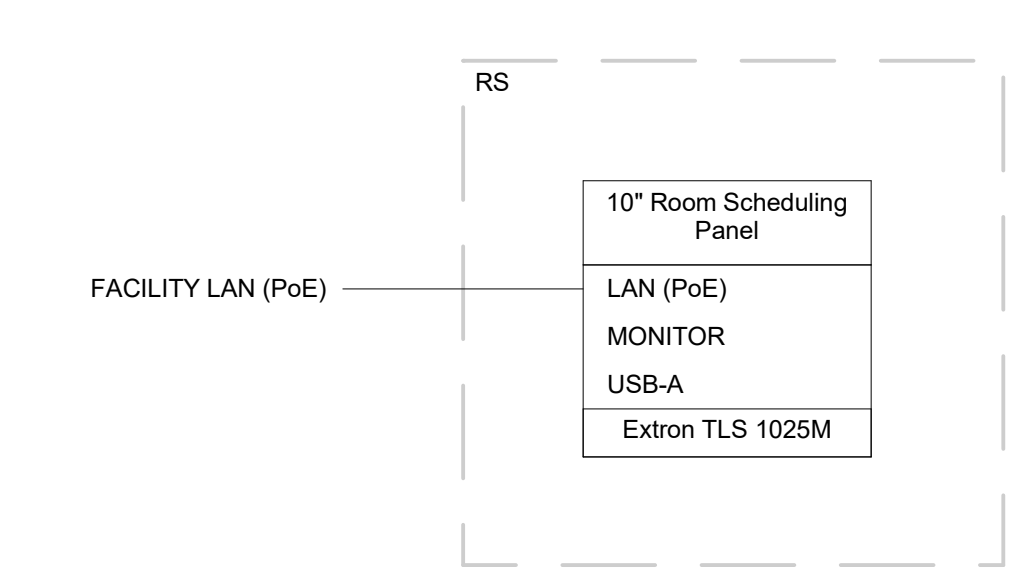 RS
10" Room Scheduling
Panel
FACILITY LAN (PoE)
LAN (PoE)
MONITOR
USB-A
Extron TLS 1025M